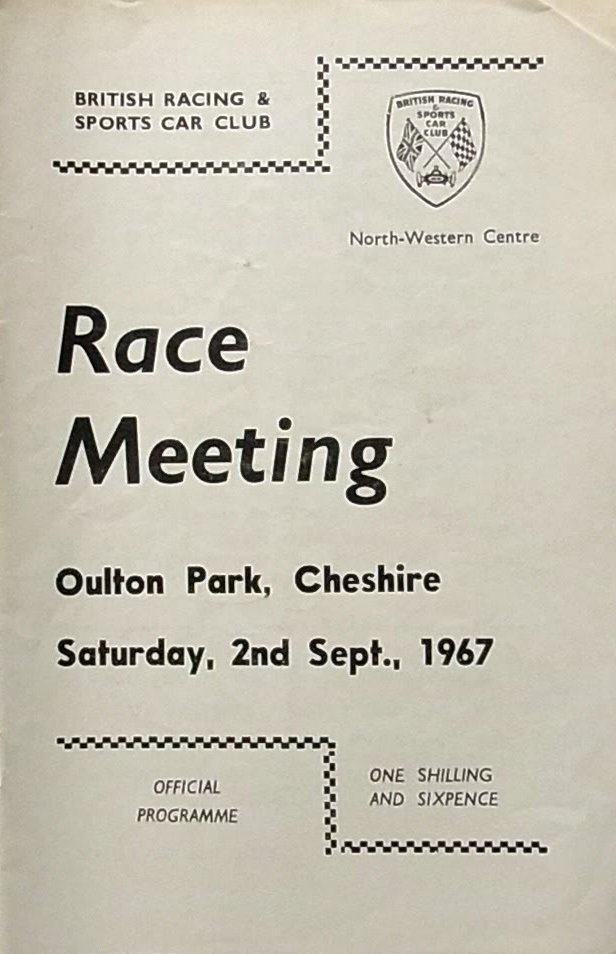 BRITISH RACING &
SPORTS CAR CLUB
BRITISH RACING
&
SPORTS
CAR
CLUB
North-Western Centre
Race
Meeting
Oulton Park, Cheshire
Saturday, 2nd Sept., 1967
OFFICIAL
PROGRAMME
ONE SHILLING
AND SIXPENCE